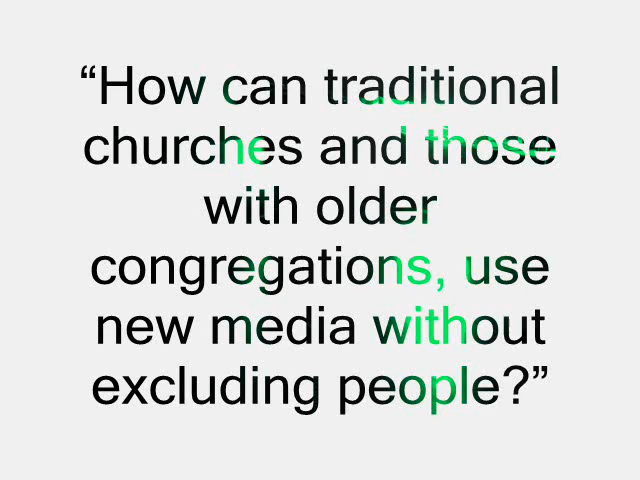 “How can traditional
churches and those
with older
congregations, use
new media without
excluding people?”